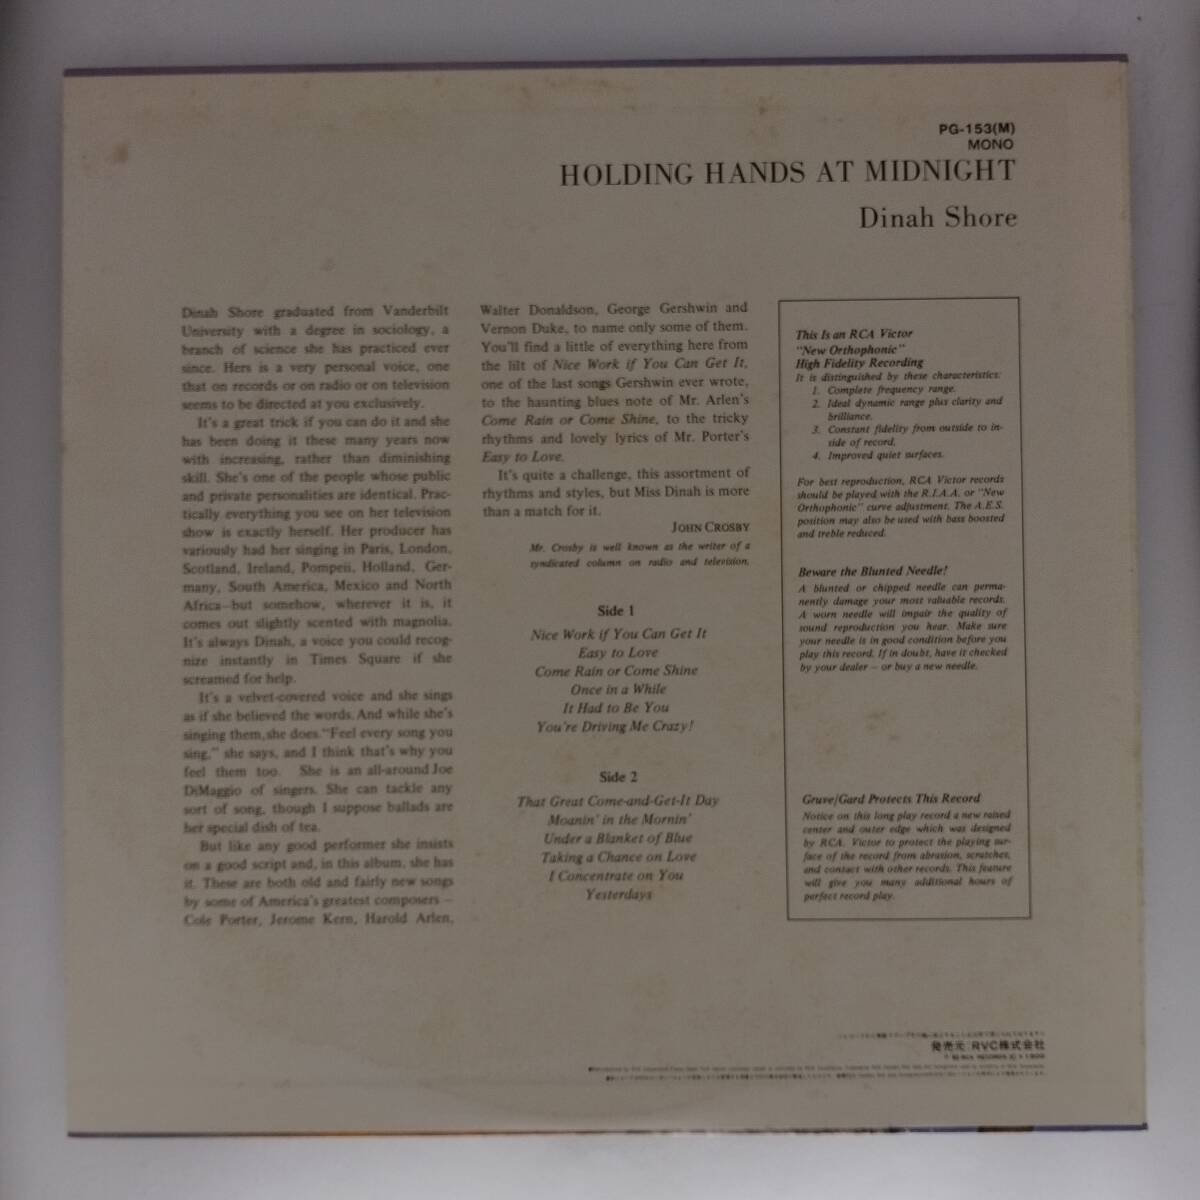 PG-153(M)
MONO
HOLDING HANDS AT MIDNIGHT
Dinah Shore
Dinah Shore graduated from Vanderbilt
University with a degree in sociology, a
branch of science she has practiced ever
since. Hers is a very personal voice, one
that on records or on radio or on television
seems to be directed at you exclusively.
It's a great trick if you can do it and she
has been doing it these many years now
with increasing, rather than diminishing
skill. She's one of the people whose public
and private personalities are identical. Prac-
tically everything you see on her television
show is exactly herself. Her producer has
variously had her singing in Paris, London,
Scotland, Ireland, Pompeii, Holland, Ger-
many, South America, Mexico and North
Africa—but somehow, wherever it is, it
comes out slightly scented with magnolia.
It's always Dinah, a voice you could recog-
nize instantly in Times Square if she
screamed for help.
It's a velvet-covered voice and she sings
as if she believed the words. And while she's
singing them, she does. "Feel every song you
sing," she says, and I think that's why you
feel them too. She is an all-around Joe
DiMaggio of singers. She can tackle any
sort of song, though I suppose ballads are
her special dish of tea.
But like any good performer she insists
on a good script and, in this album, she has
it. These are both old and fairly new songs
by some of America's greatest composers—
Cole Porter, Jerome Kern, Harold Arlen,
Walter Donaldson, George Gershwin and
Vernon Duke, to name only some of them.
You'll find a little of everything here from
the lilt of Nice Work if You Can Get It,
one of the last songs Gershwin ever wrote,
to the haunting blues note of Mr. Arlen's
Come Rain or Come Shine, to the tricky
rhythms and lovely lyrics of Mr. Porter's
Easy to Love.
It's quite a challenge, this assortment of
rhythms and styles, but Miss Dinah is more
than a match for it.
JOHN CROSBY
Mr. Crosby is well known as the writer of a
syndicated column on radio and television.
Side 1
Nice Work if You Can Get It
Easy to Love
Come Rain or Come Shine
Once in a While
It Had to Be You
You're Driving Me Crazy!
Side 2
That Great Come-and-Get-It Day
Moanin' in the Mornin'
Under a Blanket of Blue
Taking a Chance on Love
I Concentrate on You
Yesterdays
This Is an RCA Victor
"New Orthophonic"
High Fidelity Recording
It is distinguished by these characteristics:
1. Complete frequency range.
2. Ideal dynamic range plus clarity and
brilliance.
3. Constant fidelity from outside to in-
side of record.
4. Improved quiet surfaces.
For best reproduction, RCA Victor records
should be played with the R.I.A.A. or "New
Orthophonic" curve adjustment. The A.E.S.
position may also be used with bass boosted
and treble reduced.
Beware the Blunted Needle!
A blunted or chipped needle can perma-
nently damage your most valuable records.
A worn needle will impair the quality of
sound reproduction you hear. Make sure
your needle is in good condition before you
play this record. If in doubt, have it checked
by your dealer — or buy a new needle.
Gruve/Gard Protects This Record
Notice on this long play record a new raised
center and outer edge which was designed
by RCA. Victor to protect the playing sur-
face of the record from abrasion, scratches,
and contact with other records. This feature
will give you many additional hours of
perfect record play.
発売元:RVC株式会社